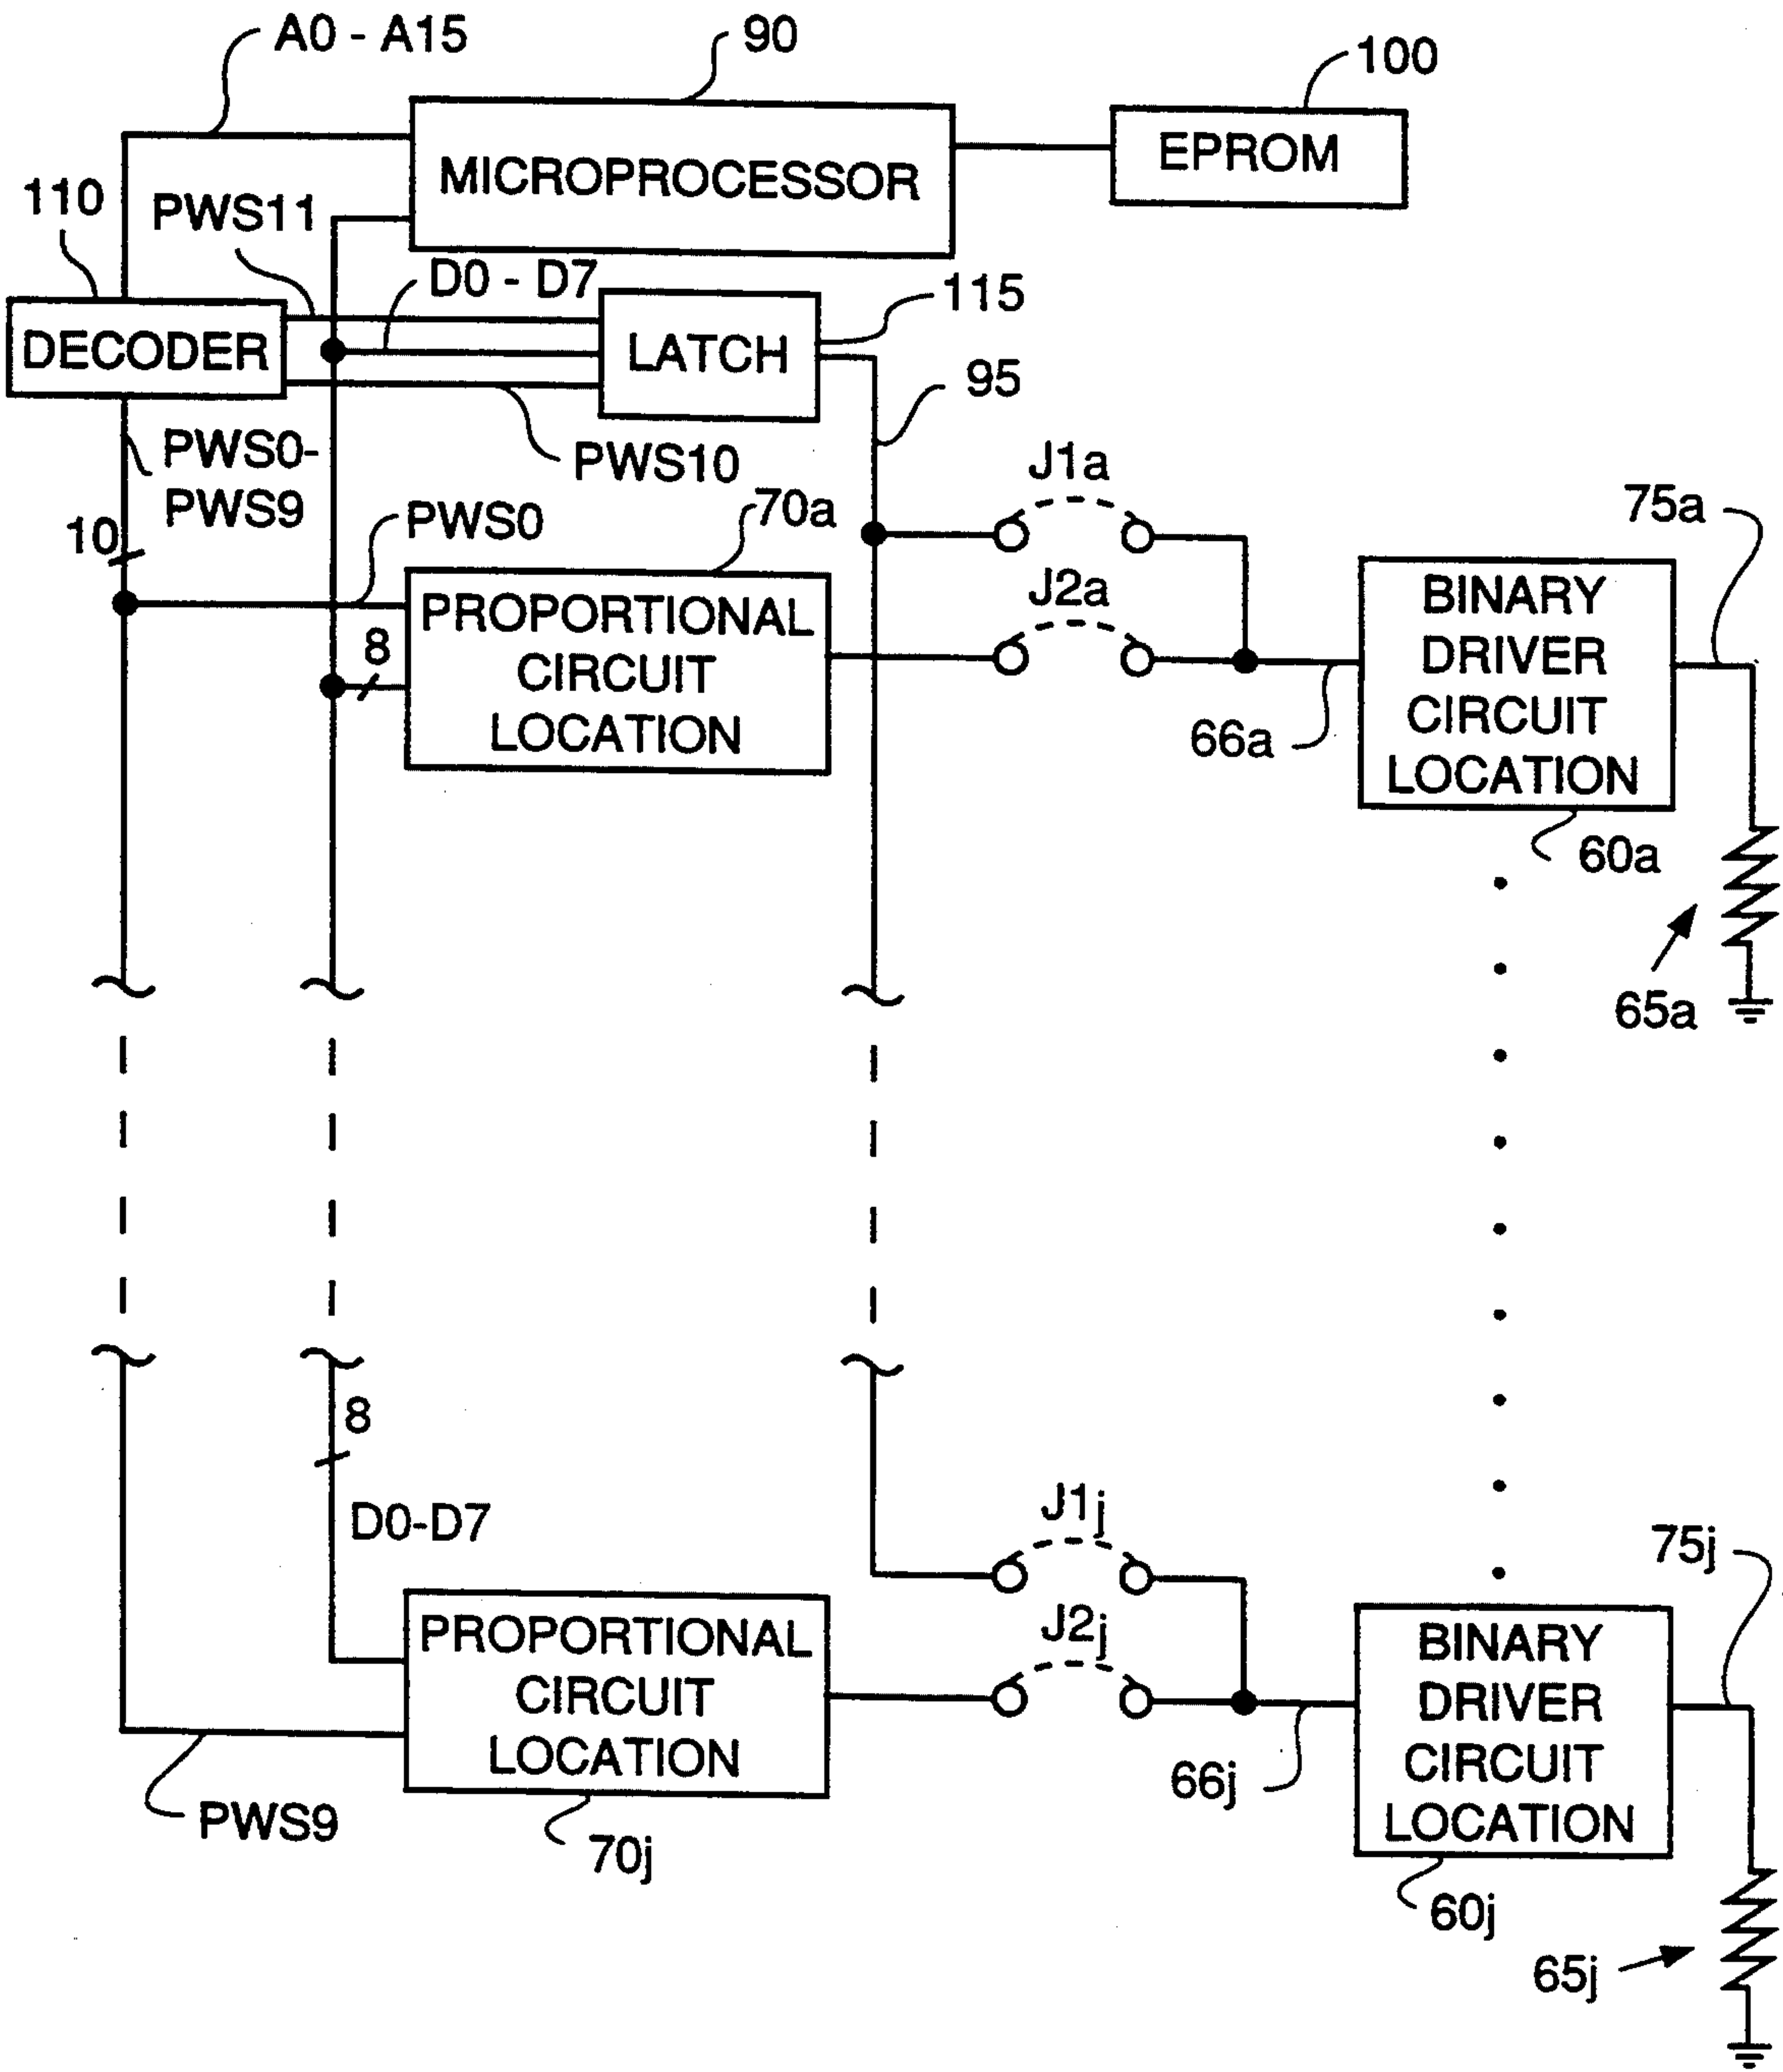 A0 - A15
90
100
MICROPROCESSOR
EPROM
110
PWS11
D0 - D7
115
DECODER
LATCH
95
PWS0-
PWS9
PWS10
10
PWS0
70a
J1a
75a
J2a
PROPORTIONAL
CIRCUIT
LOCATION
8
BINARY
DRIVER
CIRCUIT
LOCATION
66a
60a
65a
8
D0-D7
J1j
75j
J2j
PROPORTIONAL
CIRCUIT
LOCATION
BINARY
DRIVER
CIRCUIT
LOCATION
66j
PWS9
70j
60j
65j